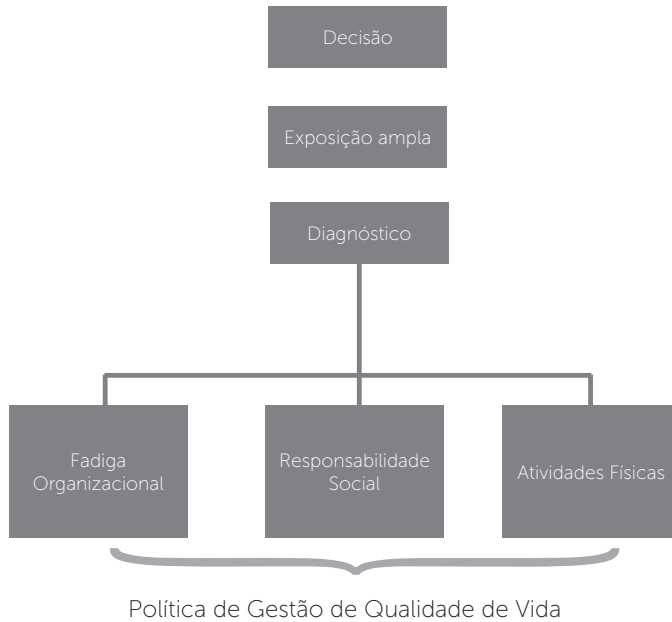 Decisão
Exposição ampla
Diagnóstico
Fadiga
Organizacional
Responsabilidade
Social
Atividades Físicas
Política de Gestão de Qualidade de Vida